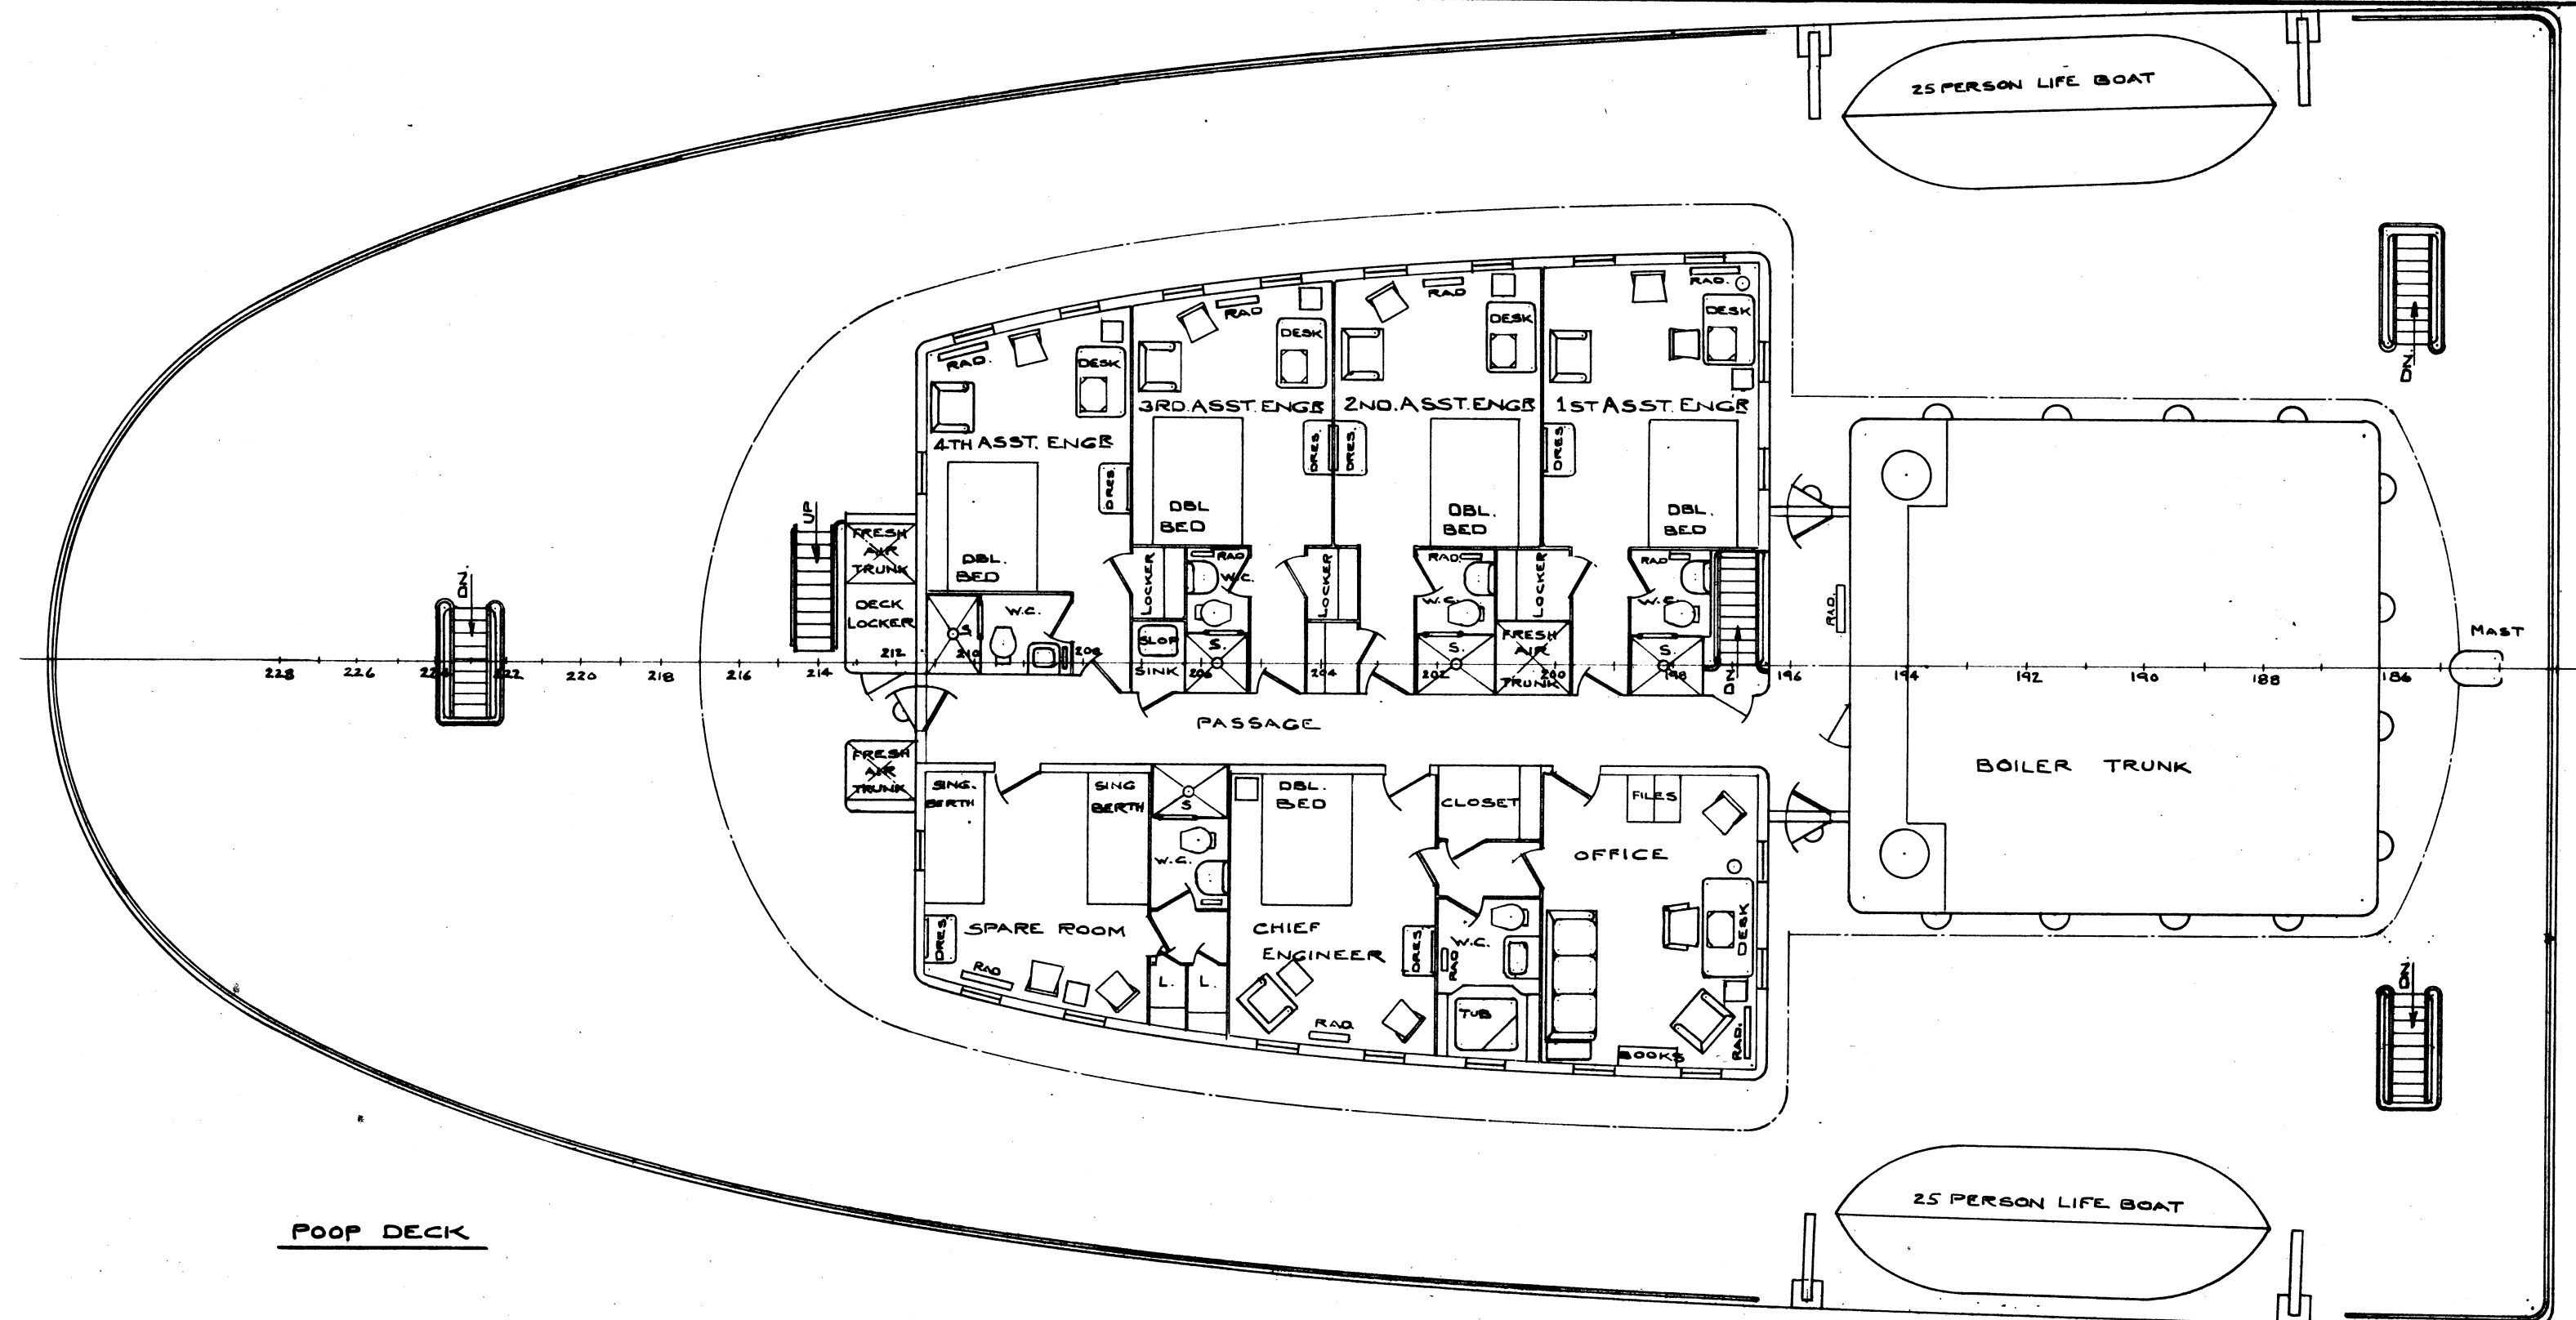 25 PERSON LIFE BOAT
RAD.
DESK
RAD
DESK
RAD
DESK
RAD.
DESK
4TH ASST. ENGR
3RD. ASST. ENGR
2ND. ASST. ENGR
1ST ASST. ENGR
DN.
DRES.
DRES.
DRES.
DRES.
DBL.
BED
DBL
BED
DBL.
BED
DBL.
BED
UP
FRESH
AIR
TRUNK
DECK
LOCKER
DN.
S
W.C.
LOCKER
RAD
W.C.
SLOP
SINK
S.
LOCKER
RAD.
W.C.
S.
LOCKER
FRESH
AIR
TRUNK
RAD
W.C.
S.
DN.
RAD.
MAST
228
226
224
222
220
218
216
214
212
210
208
206
204
202
200
198
196
194
192
190
188
186
PASSAGE
BOILER TRUNK
FRESH
AIR
TRUNK
SING.
BERTH
SING
BERTH
S
W.C.
DBL.
BED
CLOSET
FILES
OFFICE
DRES.
SPARE ROOM
RAD
L.
L.
CHIEF
ENGINEER
DRES.
RAD.
W.C.
RAD
TUB
DESK
BOOKS
RAD.
DN.
25 PERSON LIFE BOAT
POOP DECK